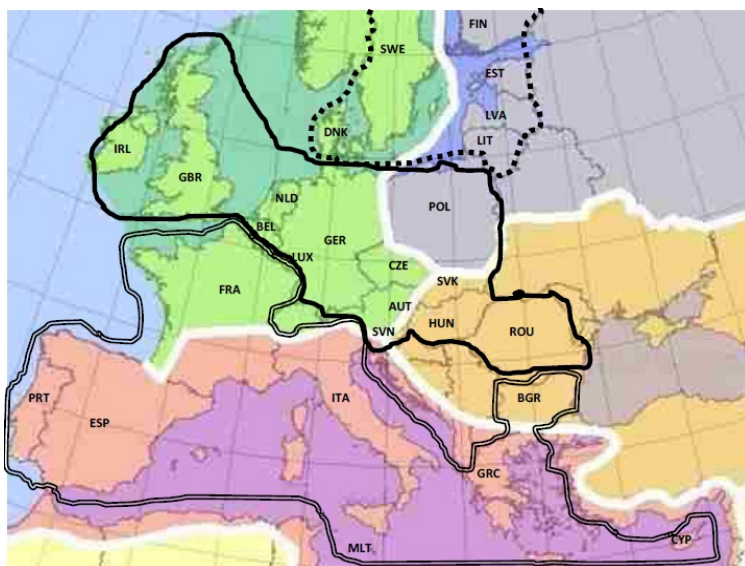 FIN
SWE
EST
LVA
DNK
LIT
IRL
GBR
NLD
POL
BEL
GER
LUX
CZE
SVK
FRA
AUT
HUN
ROU
SVN
PRT
ITA
BGR
ESP
GRC
CYP
MLT